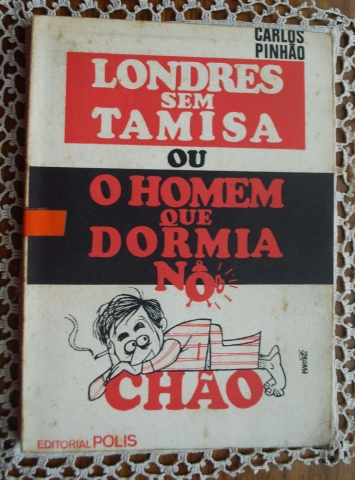 CARLOS
PINHÃO
LONDRES
SEM
TAMISA
OU
O HOMEM
QUE
DORMIA
NO
CHÃO
EDITORIAL POLIS